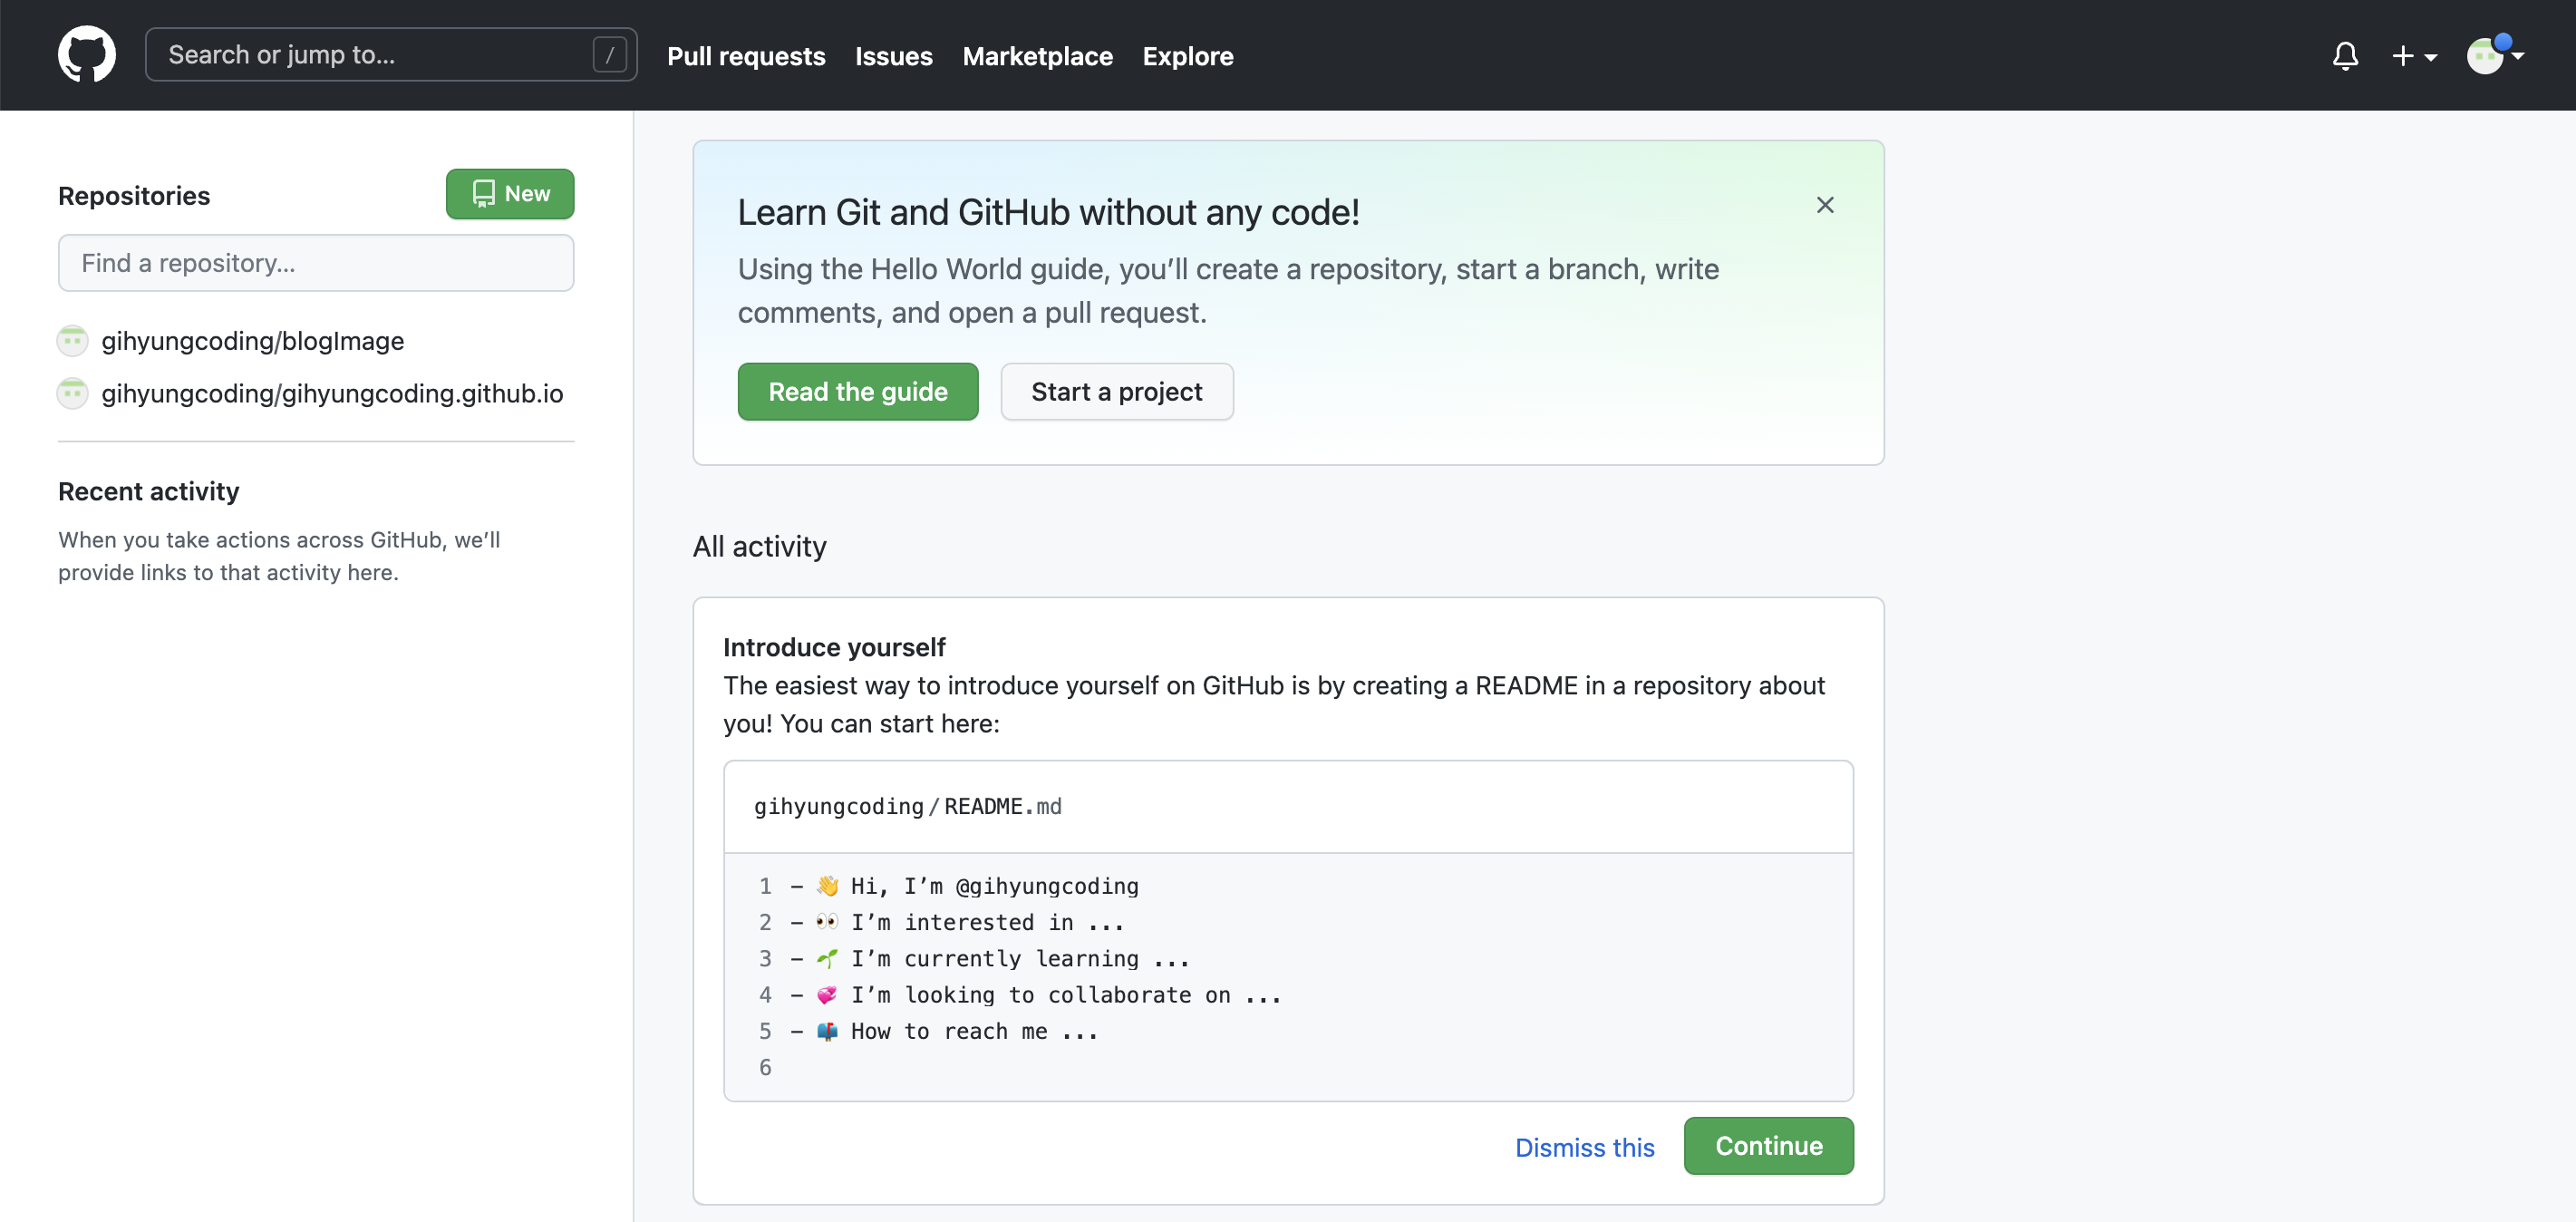 Search or jump to... /
Pull requests
Issues
Marketplace
Explore
Repositories
New
Find a repository...
gihyungcoding/blogImage
gihyungcoding/gihyungcoding.github.io
Recent activity
When you take actions across GitHub, we’ll
provide links to that activity here.
Learn Git and GitHub without any code!
Using the Hello World guide, you’ll create a repository, start a branch, write
comments, and open a pull request.
Read the guide
Start a project
All activity
Introduce yourself
The easiest way to introduce yourself on GitHub is by creating a README in a repository about
you! You can start here:
gihyungcoding/README.md
1 - 👋 Hi, I’m @gihyungcoding
2 - 👀 I’m interested in ...
3 - 🌱 I’m currently learning ...
4 - 💞️ I’m looking to collaborate on ...
5 - 📫 How to reach me ...
6
Dismiss this
Continue